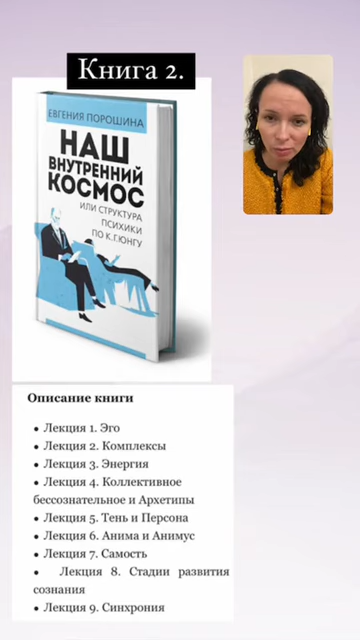 Книга 2.
ЕВГЕНИЯ ПОРОШИНА
НАШ
ВНУТРЕННИЙ
КОСМОС
ИЛИ СТРУКТУРА
ПСИХИКИ
ПО К.Г.ЮНГУ
Описание книги
• Лекция 1. Эго
• Лекция 2. Комплексы
• Лекция 3. Энергия
• Лекция 4. Коллективное
бессознательное и Архетипы
• Лекция 5. Тень и Персона
• Лекция 6. Анима и Анимус
• Лекция 7. Самость
• Лекция 8. Стадии развития
сознания
• Лекция 9. Синхрония